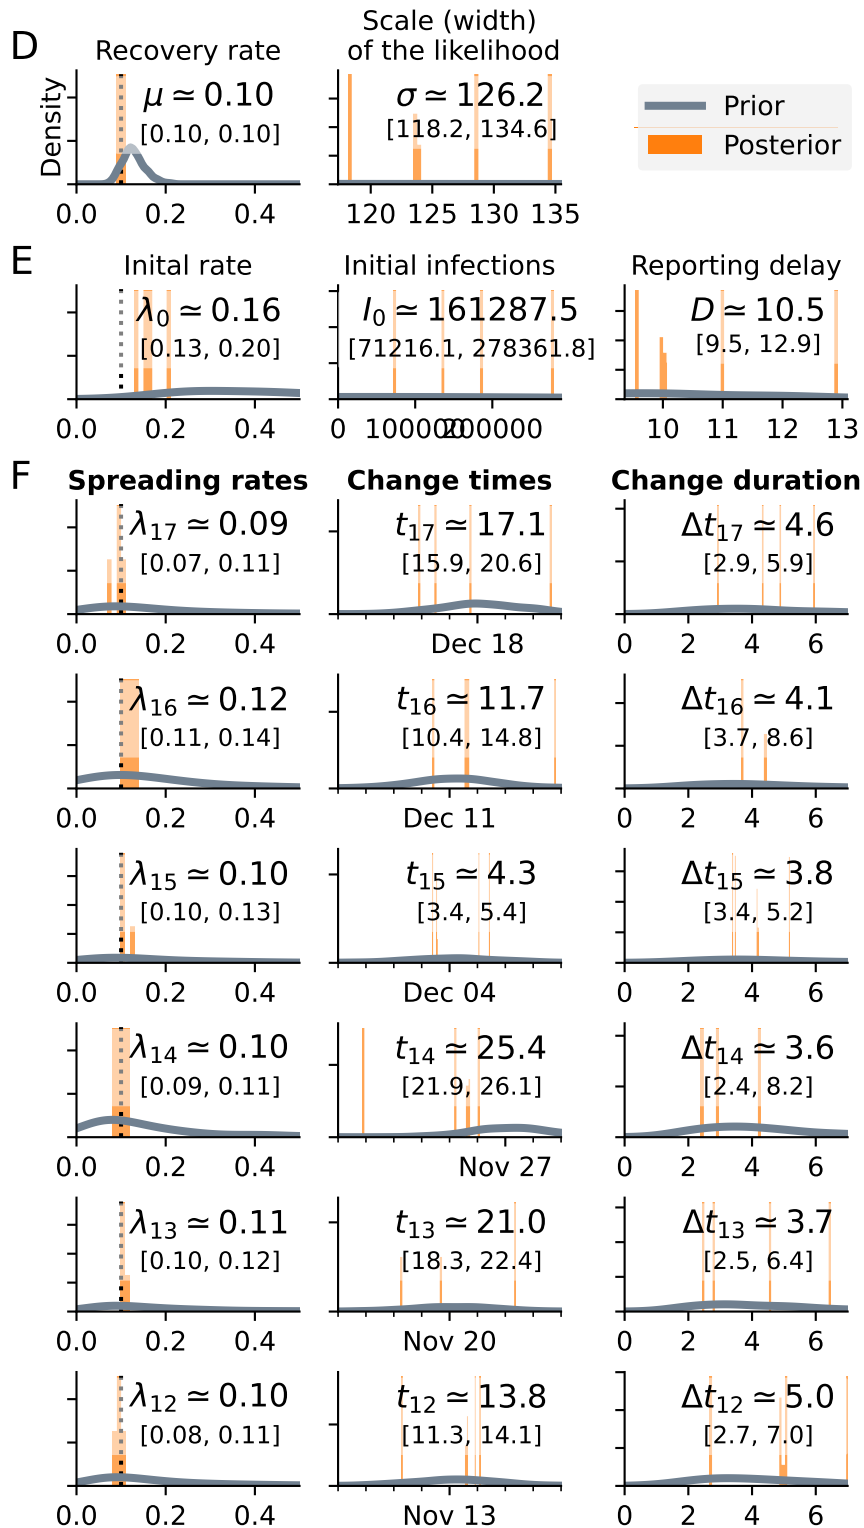 D
Recovery rate
Scale (width)
of the likelihood
Density
μ ≃ 0.10
[0.10, 0.10]
σ ≃ 126.2
[118.2, 134.6]
Prior
Posterior
0.0 0.2 0.4
120 125 130 135
E
Inital rate
Initial infections
Reporting delay
λ0 ≃ 0.16
[0.13, 0.20]
I0 ≃ 161287.5
[71216.1, 278361.8]
D ≃ 10.5
[9.5, 12.9]
0.0 0.2 0.4
0 100000 200000
10 11 12 13
F
Spreading rates
Change times
Change duration
λ17 ≃ 0.09
[0.07, 0.11]
t17 ≃ 17.1
[15.9, 20.6]
Δt17 ≃ 4.6
[2.9, 5.9]
0.0 0.2 0.4
Dec 18
0 2 4 6
λ16 ≃ 0.12
[0.11, 0.14]
t16 ≃ 11.7
[10.4, 14.8]
Δt16 ≃ 4.1
[3.7, 8.6]
0.0 0.2 0.4
Dec 11
0 2 4 6
λ15 ≃ 0.10
[0.10, 0.13]
t15 ≃ 4.3
[3.4, 5.4]
Δt15 ≃ 3.8
[3.4, 5.2]
0.0 0.2 0.4
Dec 04
0 2 4 6
λ14 ≃ 0.10
[0.09, 0.11]
t14 ≃ 25.4
[21.9, 26.1]
Δt14 ≃ 3.6
[2.4, 8.2]
0.0 0.2 0.4
Nov 27
0 2 4 6
λ13 ≃ 0.11
[0.10, 0.12]
t13 ≃ 21.0
[18.3, 22.4]
Δt13 ≃ 3.7
[2.5, 6.4]
0.0 0.2 0.4
Nov 20
0 2 4 6
λ12 ≃ 0.10
[0.08, 0.11]
t12 ≃ 13.8
[11.3, 14.1]
Δt12 ≃ 5.0
[2.7, 7.0]
0.0 0.2 0.4
Nov 13
0 2 4 6